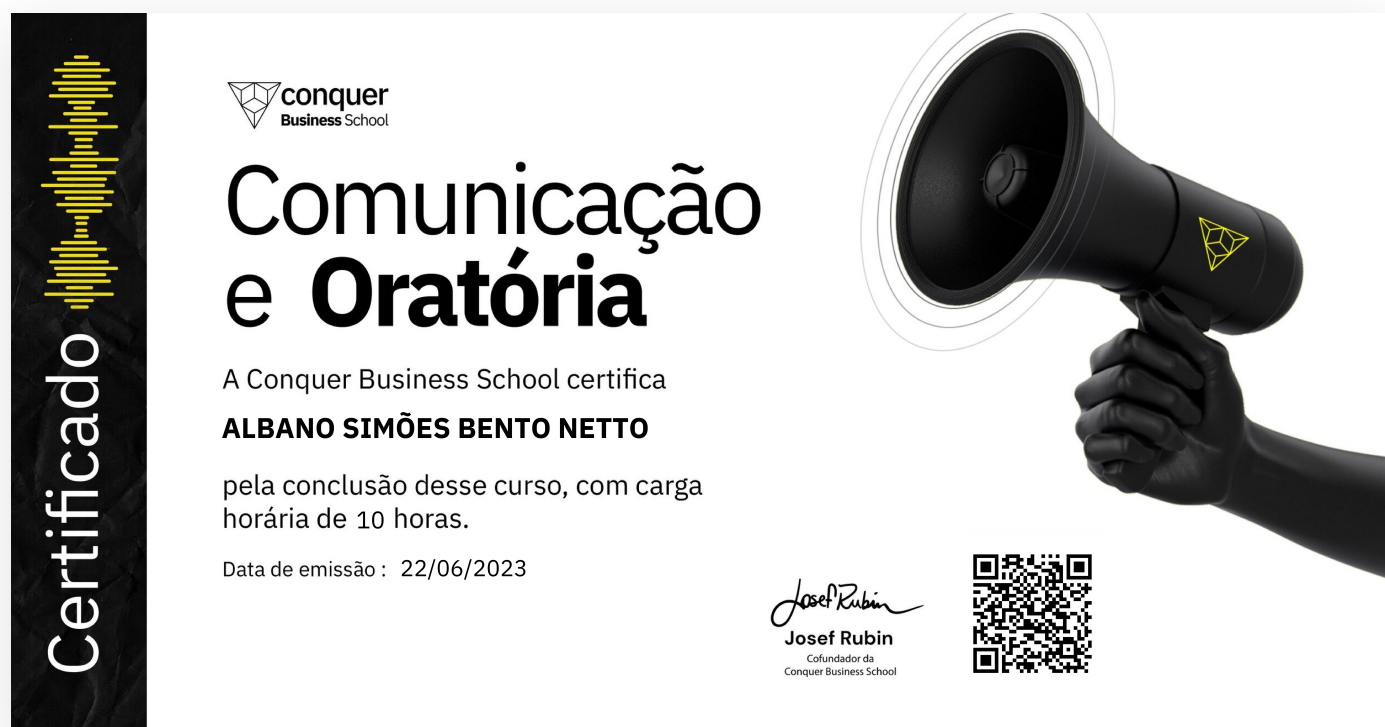 Certificado
conquer
Business School
Comunicação
e Oratória
A Conquer Business School certifica
ALBANO SIMÕES BENTO NETTO
pela conclusão desse curso, com carga
horária de 10 horas.
Data de emissão : 22/06/2023
Josef Rubin
Josef Rubin
Cofundador da
Conquer Business School